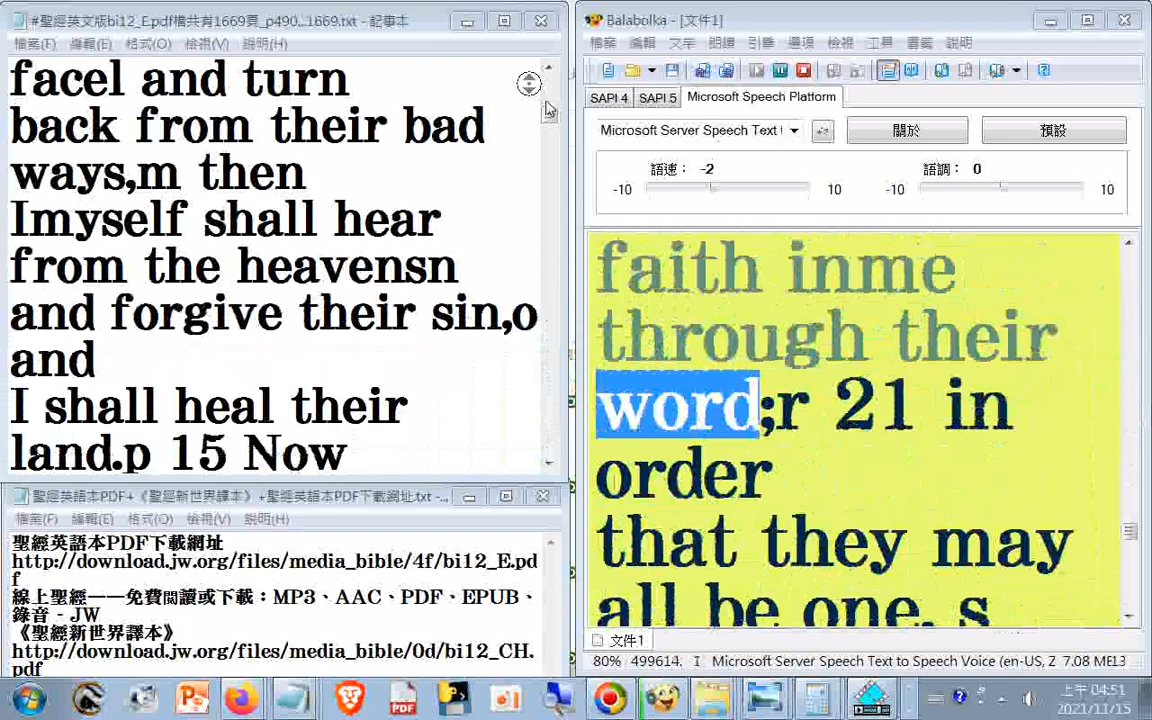 #聖經英文版bi12_E.pdf檔共有1669頁_p490,..1669.txt - 記事本
檔案(F) 編輯(E) 格式(O) 檢視(V) 說明(H)
facel and turn
back from their bad
ways,m then
Imyself shall hear
from the heavensn
and forgive their sin,o
and
I shall heal their
land.p 15 Now
聖經英語本PDF+《聖經新世界譯本》+聖經英語本PDF下載網址.txt -...
檔案(F) 編輯(E) 格式(O) 檢視(V) 說明(H)
聖經英語本PDF下載網址
http://download.jw.org/files/media_bible/4f/bi12_E.pd
f
線上聖經——免費閱讀或下載：MP3、AAC、PDF、EPUB、
錄音 - JW
《聖經新世界譯本》
http://download.jw.org/files/media_bible/0d/bi12_CH.
pdf
Balabolka - [文件1]
檔案 編輯 文字 朗讀 引擎 選項 檢視 工具 書籤 說明
SAPI 4 SAPI 5 Microsoft Speech Platform
Microsoft Server Speech Text 關於 預設
語速： -2 語調： 0
-10 10 -10 10
faith inme
through their
word;r 21 in
order
that they may
all be one, s
文件1
80% 499614. I Microsoft Server Speech Text to Speech Voice (en-US, Z 7.08 ME13
上午 04:51
2021/11/15